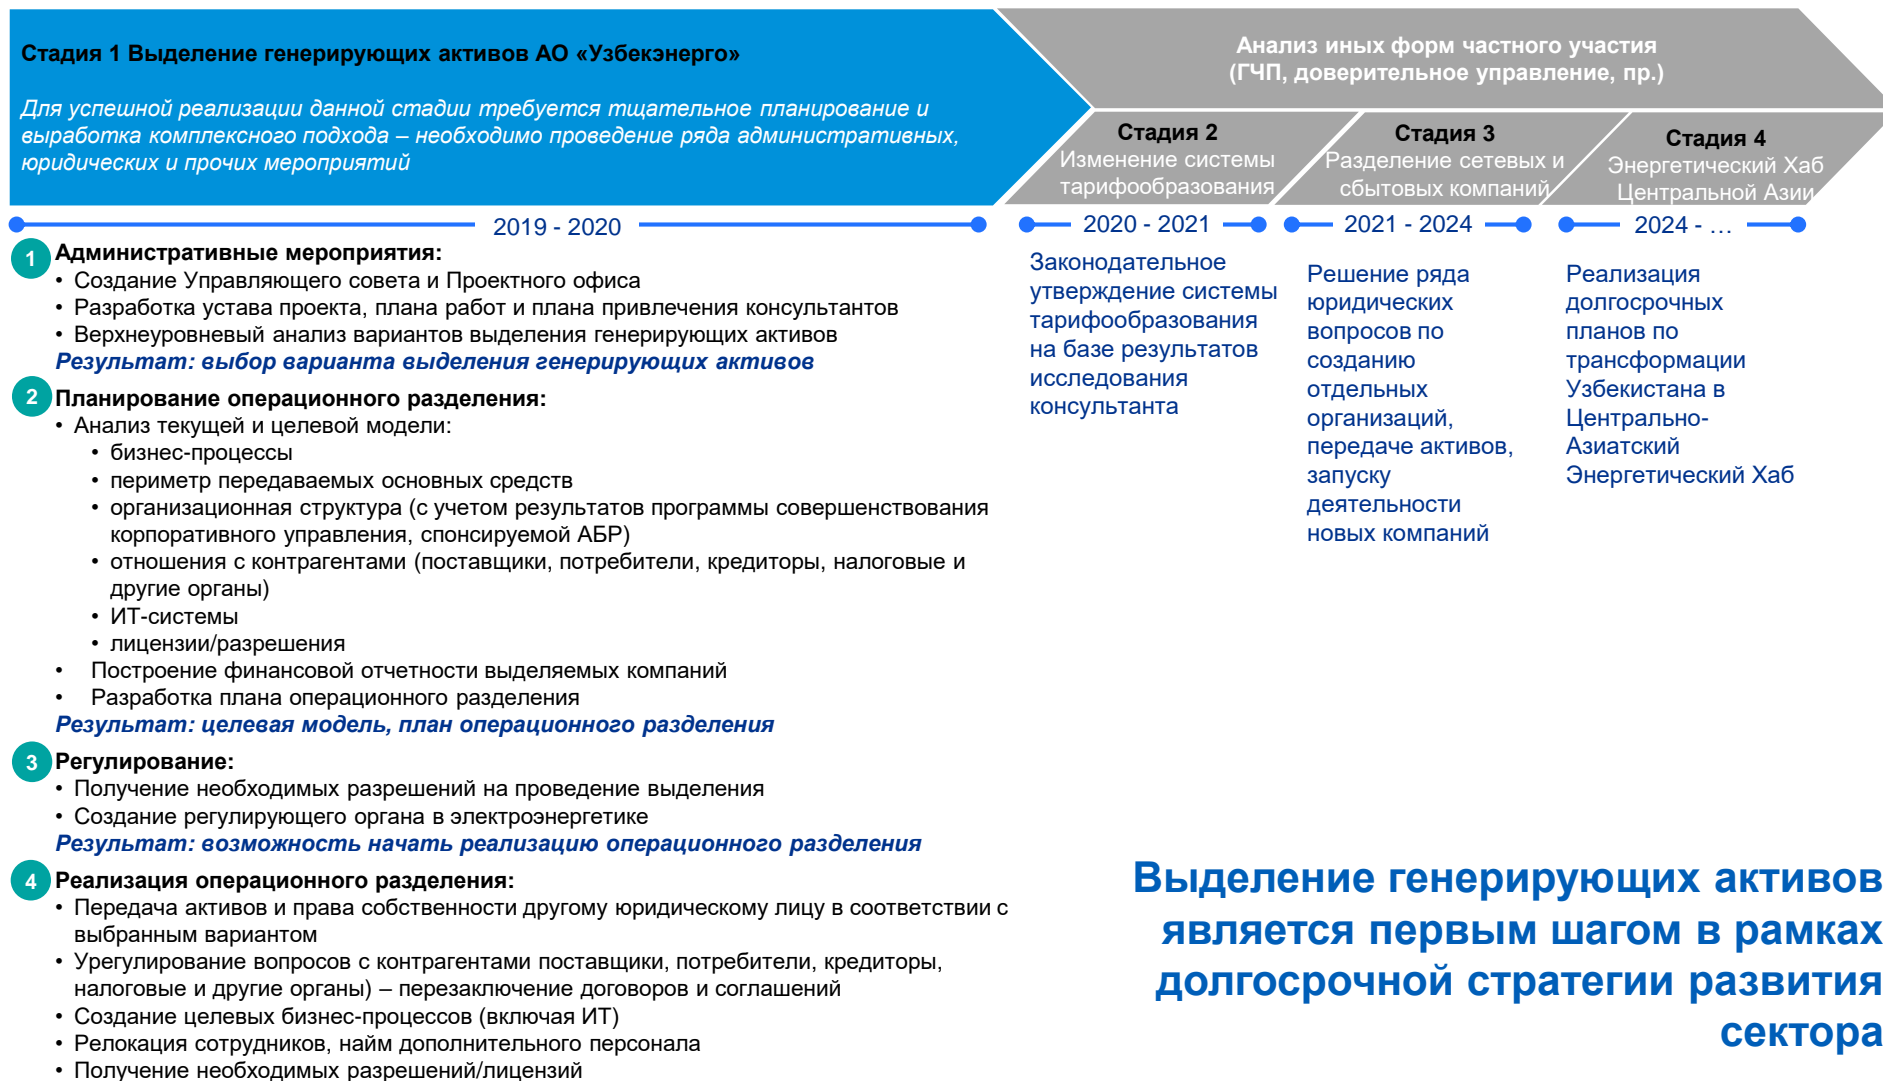 Стадия 1 Выделение генерирующих активов АО «Узбекэнерго»
Для успешной реализации данной стадии требуется тщательное планирование и
выработка комплексного подхода – необходимо проведение ряда административных,
юридических и прочих мероприятий
Анализ иных форм частного участия
(ГЧП, доверительное управление, пр.)
Стадия 2
Изменение системы
тарифообразования
Стадия 3
Разделение сетевых и
сбытовых компаний
Стадия 4
Энергетический Хаб
Центральной Азии
2019 - 2020
2020 - 2021
2021 - 2024
2024 - …
1
Административные мероприятия:
• Создание Управляющего совета и Проектного офиса
• Разработка устава проекта, плана работ и плана привлечения консультантов
• Верхнеуровневый анализ вариантов выделения генерирующих активов
Результат: выбор варианта выделения генерирующих активов
2
Планирование операционного разделения:
• Анализ текущей и целевой модели:
• бизнес-процессы
• периметр передаваемых основных средств
• организационная структура (с учетом результатов программы совершенствования
корпоративного управления, спонсируемой АБР)
• отношения с контрагентами (поставщики, потребители, кредиторы, налоговые и
другие органы)
• ИТ-системы
• лицензии/разрешения
• Построение финансовой отчетности выделяемых компаний
• Разработка плана операционного разделения
Результат: целевая модель, план операционного разделения
3
Регулирование:
• Получение необходимых разрешений на проведение выделения
• Создание регулирующего органа в электроэнергетике
Результат: возможность начать реализацию операционного разделения
4
Реализация операционного разделения:
• Передача активов и права собственности другому юридическому лицу в соответствии с
выбранным вариантом
• Урегулирование вопросов с контрагентами поставщики, потребители, кредиторы,
налоговые и другие органы) – перезаключение договоров и соглашений
• Создание целевых бизнес-процессов (включая ИТ)
• Релокация сотрудников, найм дополнительного персонала
• Получение необходимых разрешений/лицензий
Законодательное
утверждение системы
тарифообразования
на базе результатов
исследования
консультанта
Решение ряда
юридических
вопросов по
созданию
отдельных
организаций,
передаче активов,
запуску
деятельности
новых компаний
Реализация
долгосрочных
планов по
трансформации
Узбекистана в
Центрально-
Азиатский
Энергетический Хаб
Выделение генерирующих активов
является первым шагом в рамках
долгосрочной стратегии развития
сектора